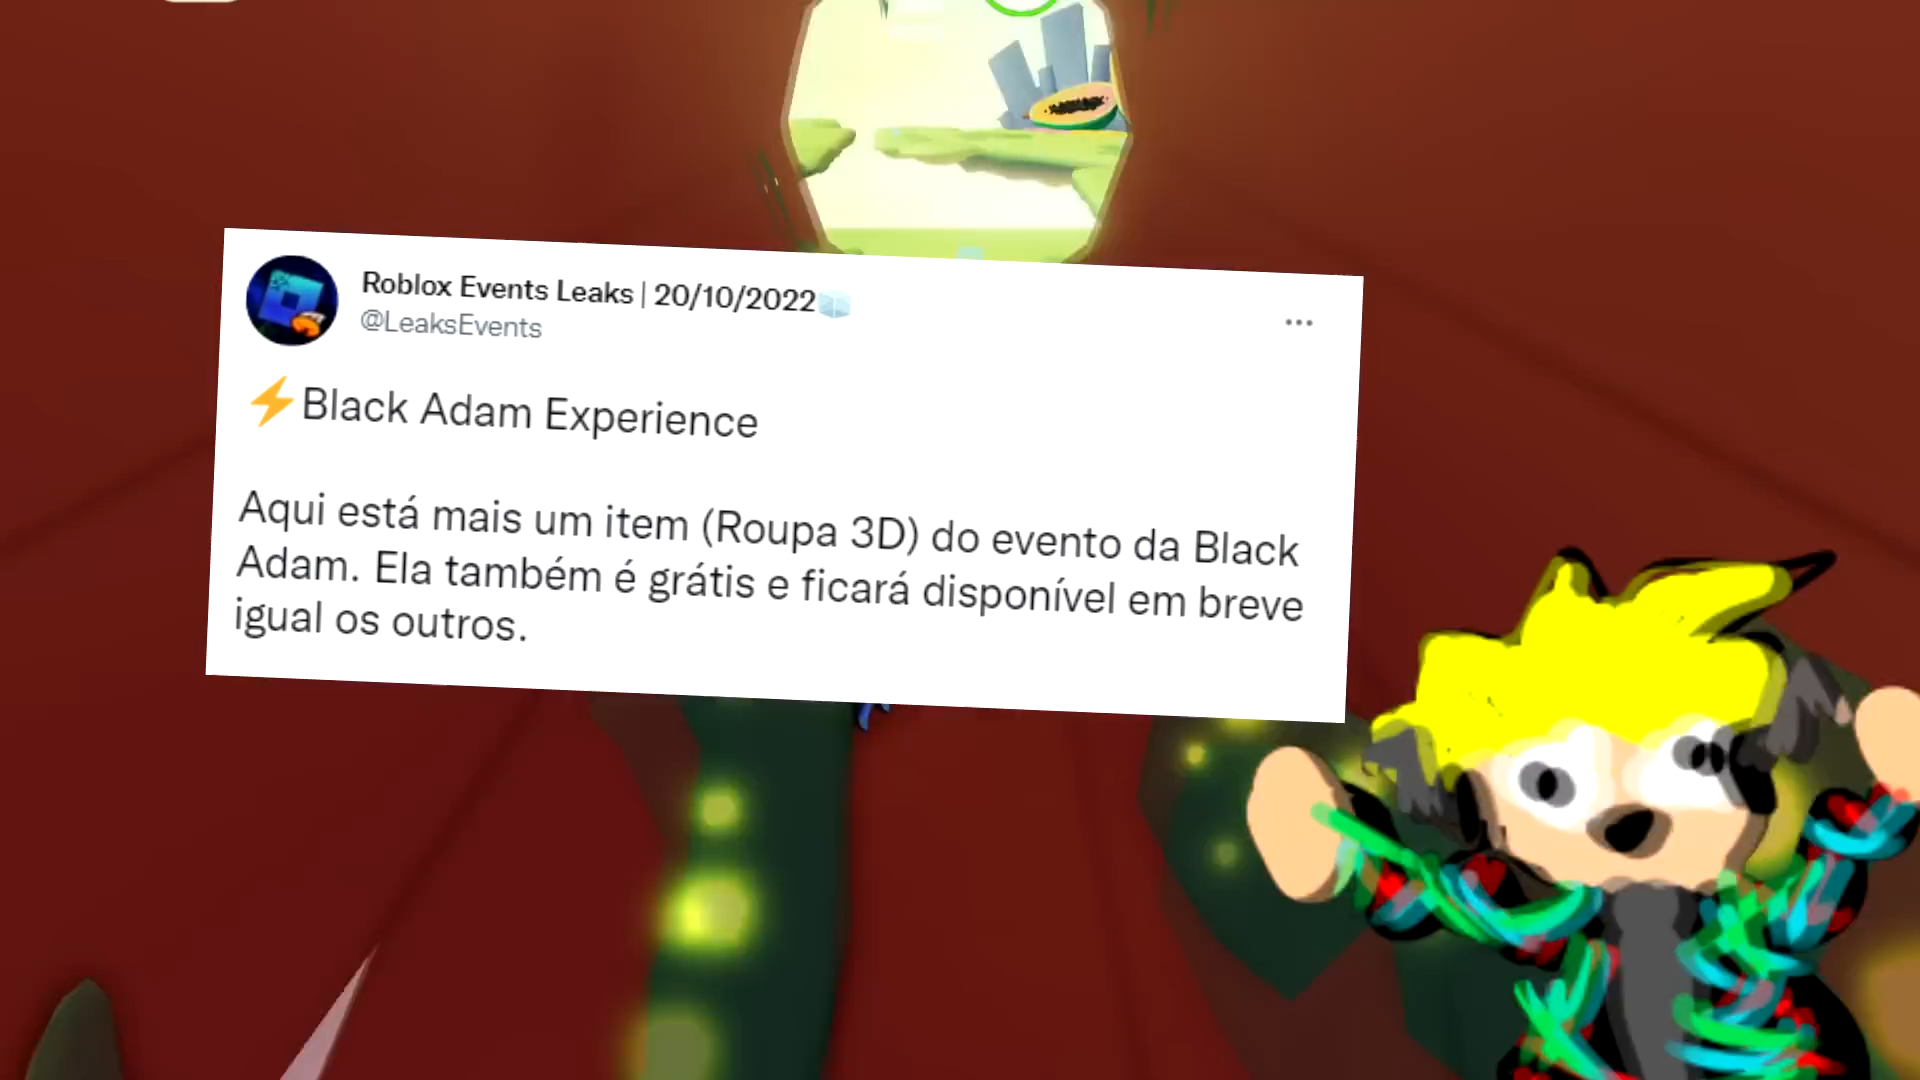 Roblox Events Leaks | 20/10/2022🧊
@LeaksEvents
⚡Black Adam Experience
Aqui está mais um item (Roupa 3D) do evento da Black
Adam. Ela também é grátis e ficará disponível em breve
igual os outros.